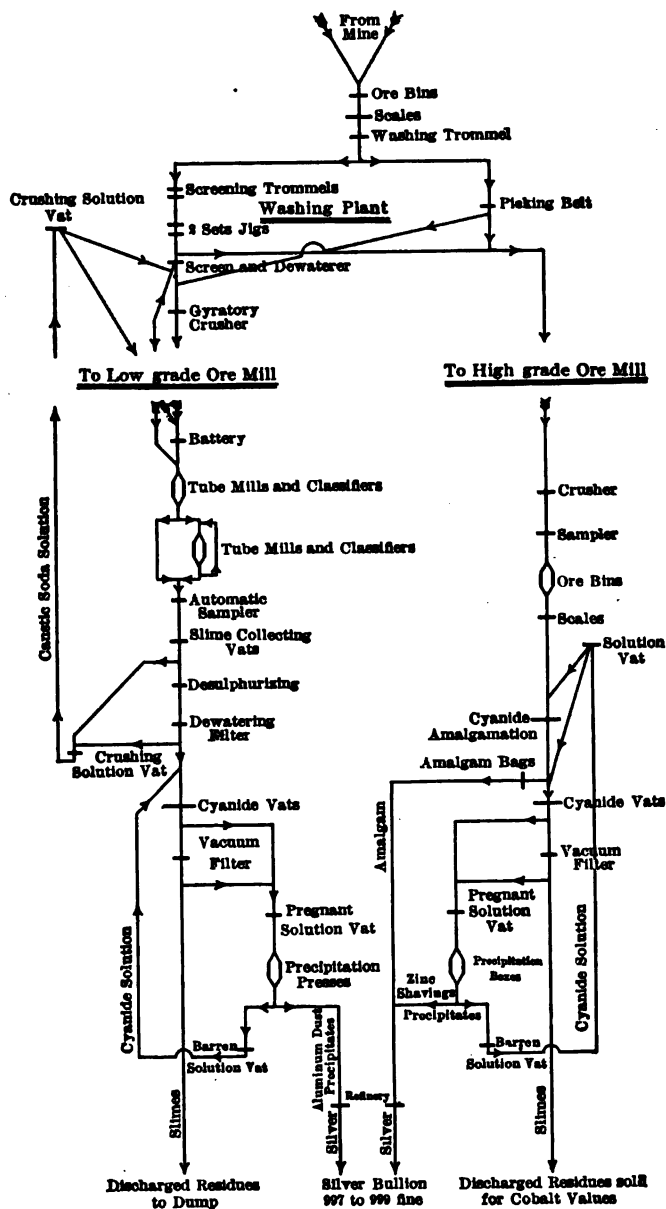 From
Mine
Ore Bins
Scales
Washing Trommel
Screening Trommels
Crushing Solution
Vat
Washing Plant
Picking Belt
2 Sets Jigs
Screen and Dewaterer
Gyratory
Crusher
To Low grade Ore Mill
To High grade Ore Mill
Battery
Tube Mills and Classifiers
Tube Mills and Classifiers
Automatic
Sampler
Slime Collecting
Vats
Desulphurizing
Dewatering
Filter
Crushing
Solution Vat
Caustic Soda Solution
Cyanide Vats
Vacuum
Filter
Pregnant
Solution Vat
Precipitation
Presses
Cyanide Solution
Barren
Solution Vat
Aluminum Dust
Precipitates
Slimes
Silver
Refinery
Discharged Residues
to Dump
Silver Bullion
997 to 999 fine
Crusher
Sampler
Ore Bins
Scales
Solution
Vat
Cyanide
Amalgamation
Amalgam Bags
Cyanide Vats
Amalgam
Vacuum
Filter
Pregnant
Solution
Vat
Precipitation
Boxes
Zinc
Shavings
Precipitates
Cyanide Solution
Barren
Solution Vat
Silver
Slimes
Discharged Residues sold
for Cobalt Values